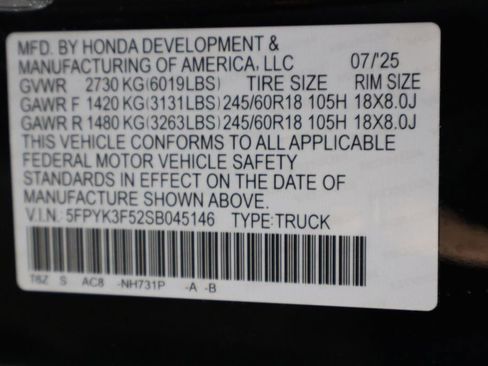 MFD. BY HONDA DEVELOPMENT &
MANUFACTURING OF AMERICA, LLC 07/'25
GVWR 2730 KG(6019LBS) TIRE SIZE RIM SIZE
GAWR F 1420 KG(3131LBS) 245/60R18 105H 18X8.0J
GAWR R 1480 KG(3263LBS) 245/60R18 105H 18X8.0J
THIS VEHICLE CONFORMS TO ALL APPLICABLE
FEDERAL MOTOR VEHICLE SAFETY
STANDARDS IN EFFECT ON THE DATE OF
MANUFACTURE SHOWN ABOVE.
V.I.N.: 5FPYK3F52SB045146 TYPE:TRUCK
T6Z S AC8 -NH731P -A -B